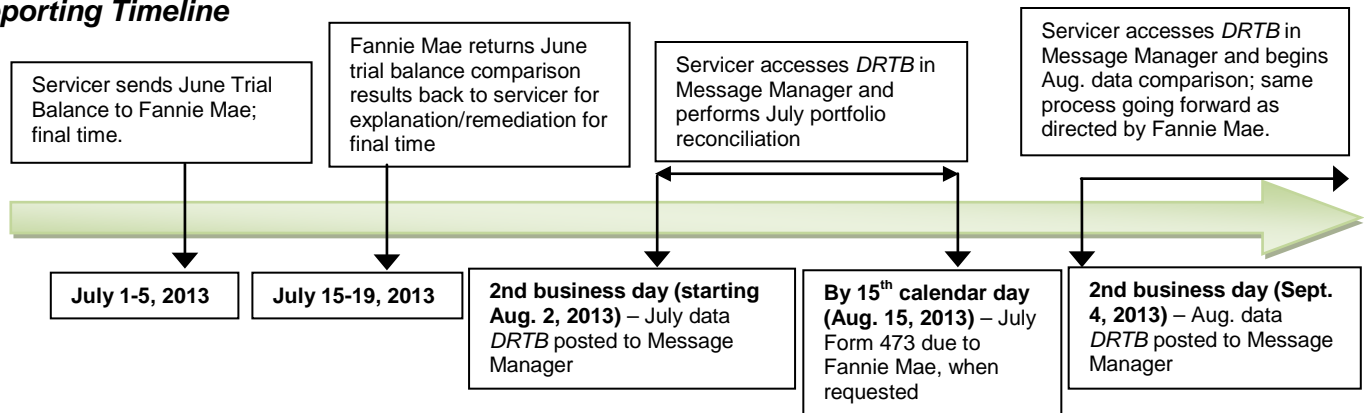 porting Timeline
Servicer sends June Trial
Balance to Fannie Mae;
final time.
Fannie Mae returns June
trial balance comparison
results back to servicer for
explanation/remediation for
final time
Servicer accesses DRTB in
Message Manager and
performs July portfolio
reconciliation
Servicer accesses DRTB in
Message Manager and begins
Aug. data comparison; same
process going forward as
directed by Fannie Mae.
July 1-5, 2013
July 15-19, 2013
2nd business day (starting
Aug. 2, 2013) – July data
DRTB posted to Message
Manager
By 15th calendar day
(Aug. 15, 2013) – July
Form 473 due to
Fannie Mae, when
requested
2nd business day (Sept.
4, 2013) – Aug. data
DRTB posted to Message
Manager